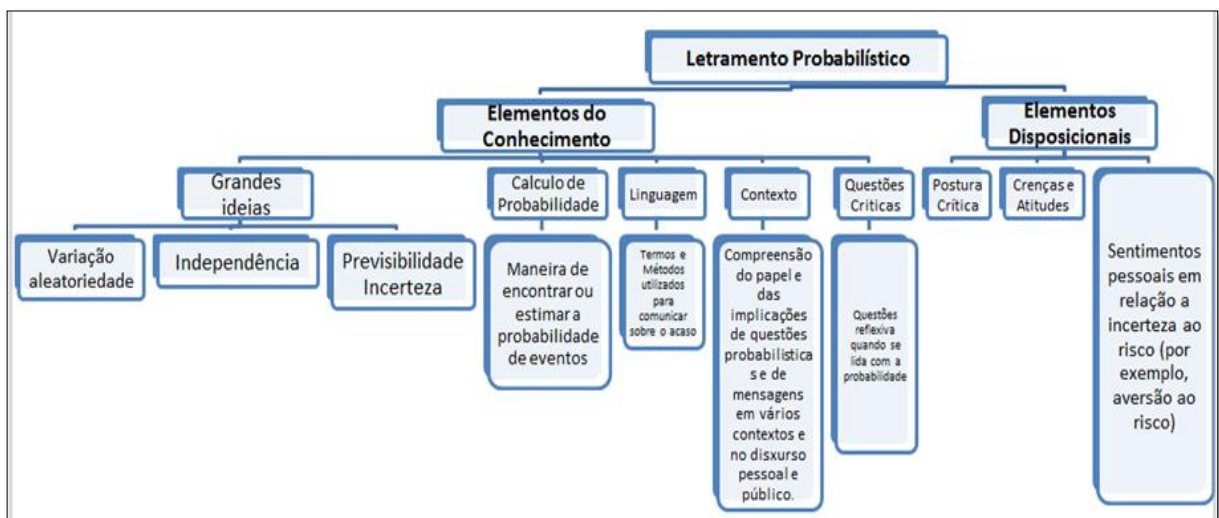 Letramento Probabilístico
Elementos do
Conhecimento
Elementos
Disposicionais
Grandes
ideias
Calculo de
Probabilidade
Linguagem
Contexto
Questões
Criticas
Postura
Crítica
Crenças e
Atitudes
Sentimentos
pessoais em
relação a
incerteza ao
risco (por
exemplo,
aversão ao
risco)
Variação
aleatoriedade
Independência
Previsibilidade
Incerteza
Maneira de
encontrar ou
estimar a
probabilidade
de eventos
Termos e
Métodos
utilizados
para
comunicar
sobre o acaso
Compreensão
do papel e
das
implicações
de questões
probabilistica
s e de
mensagens
em vários
contextos e
no disxurso
pessoal e
público.
Questões
reflexiva
quando se
lida com a
probabilidade